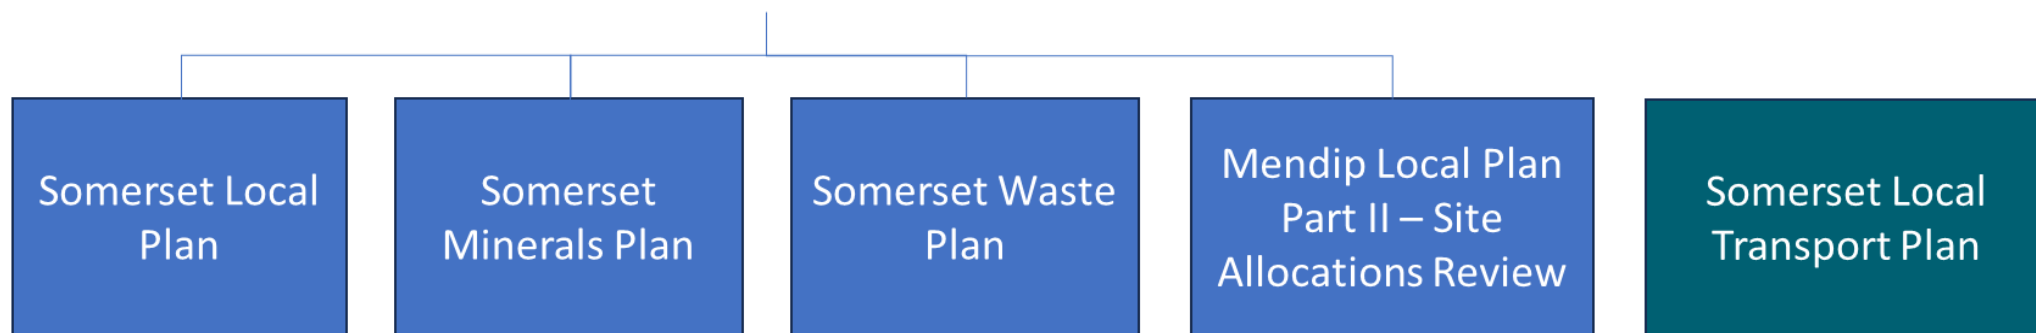 Somerset Local
Plan
Somerset
Minerals Plan
Somerset Waste
Plan
Mendip Local Plan
Part II – Site
Allocations Review
Somerset Local
Transport Plan